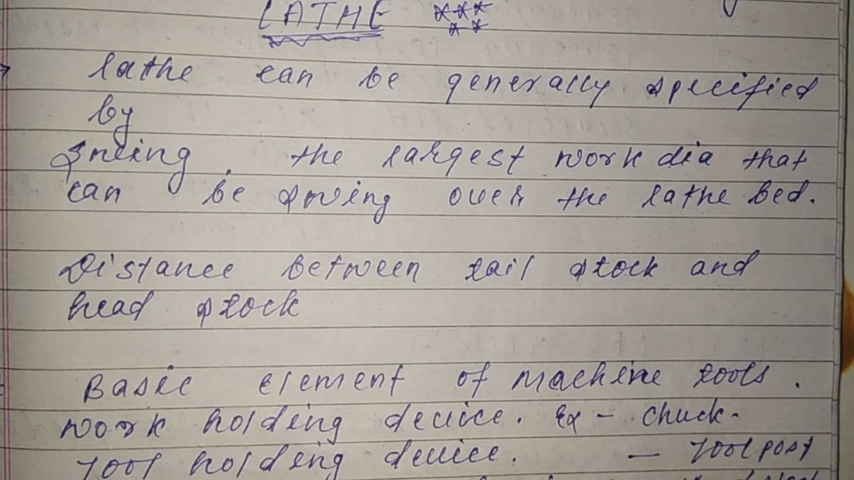 LATHE
lathe can be generally specified
by
Swing the largest work dia that
can be swing over the lathe bed.
Distance between tail stock and
head stock
Basic element of machine tools.
work holding device. Ex - chuck.
Tool holding device. - Tool post